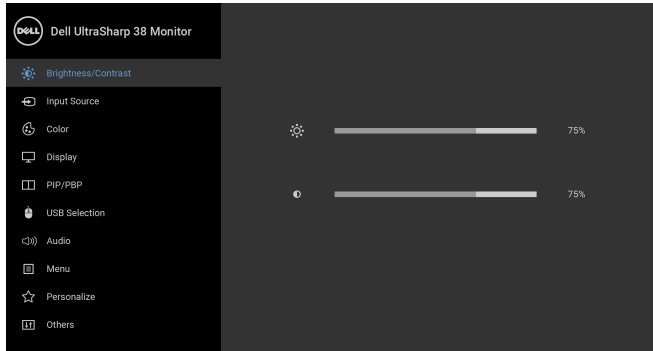 DELL
Dell UltraSharp 38 Monitor
Brightness/Contrast
Input Source
Color
Display
PIP/PBP
USB Selection
Audio
Menu
Personalize
Others
75%
75%